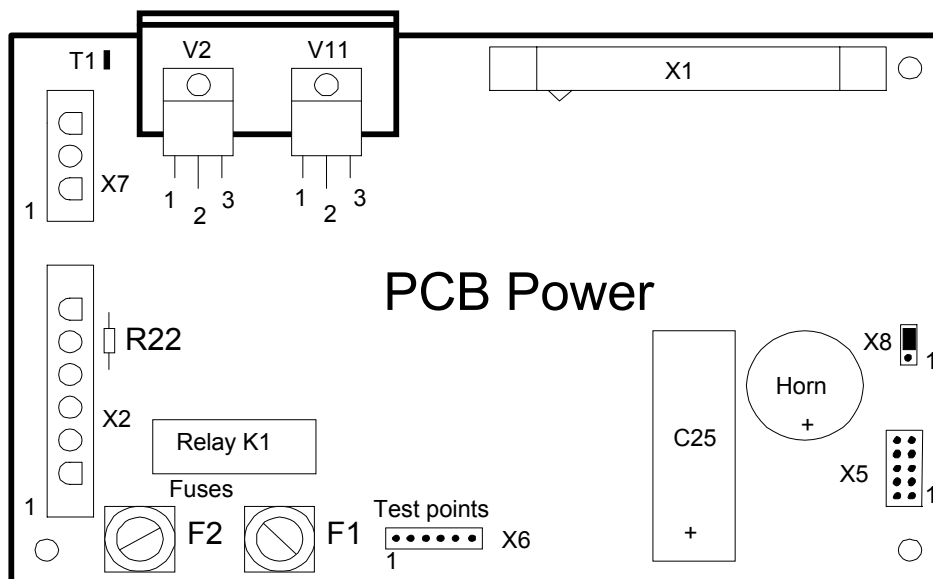 V2
V11
T1
X1
X7
1
1
2
3
1
2
3
PCB Power
R22
X8
1
Horn
+
X2
Relay K1
C25
+
X5
1
Fuses
1
F2
F1
Test points
X6
1